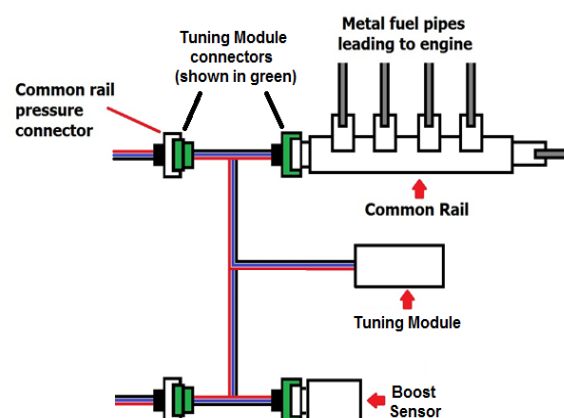 Tuning Module
connectors
(shown in green)
Metal fuel pipes
leading to engine
Common rail
pressure
connector
Common Rail
Tuning Module
Boost
Sensor